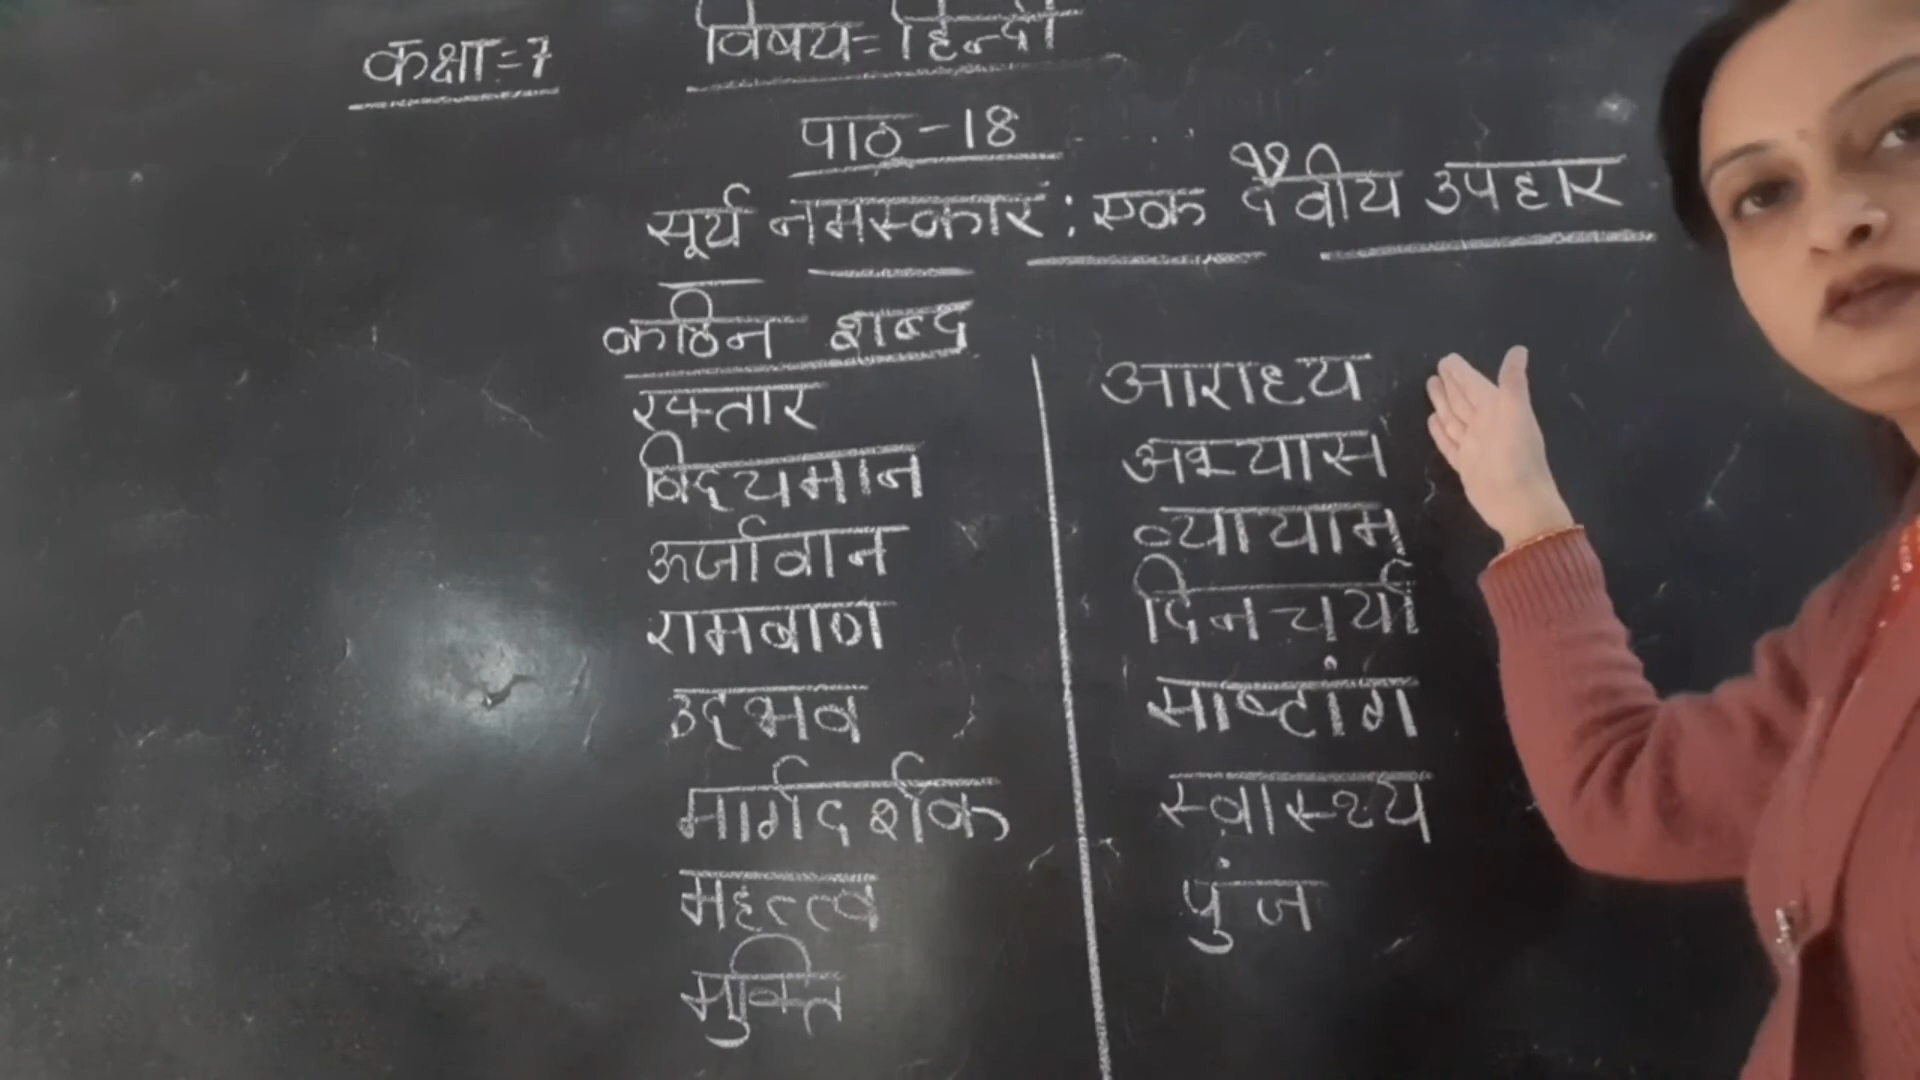 कक्षा=7
विषय=हिन्दी
पाठ-18
सूर्य नमस्कार : एक दैवीय उपहार
कठिन शब्द
रफ्तार
विद्यमान
ऊर्जावान
रामबाण
उद्भव
मार्गदर्शक
महत्त्व
मुक्ति
आराध्य
अभ्यास
व्यायाम
दिनचर्या
साष्टांग
स्वास्थ्य
पुंज